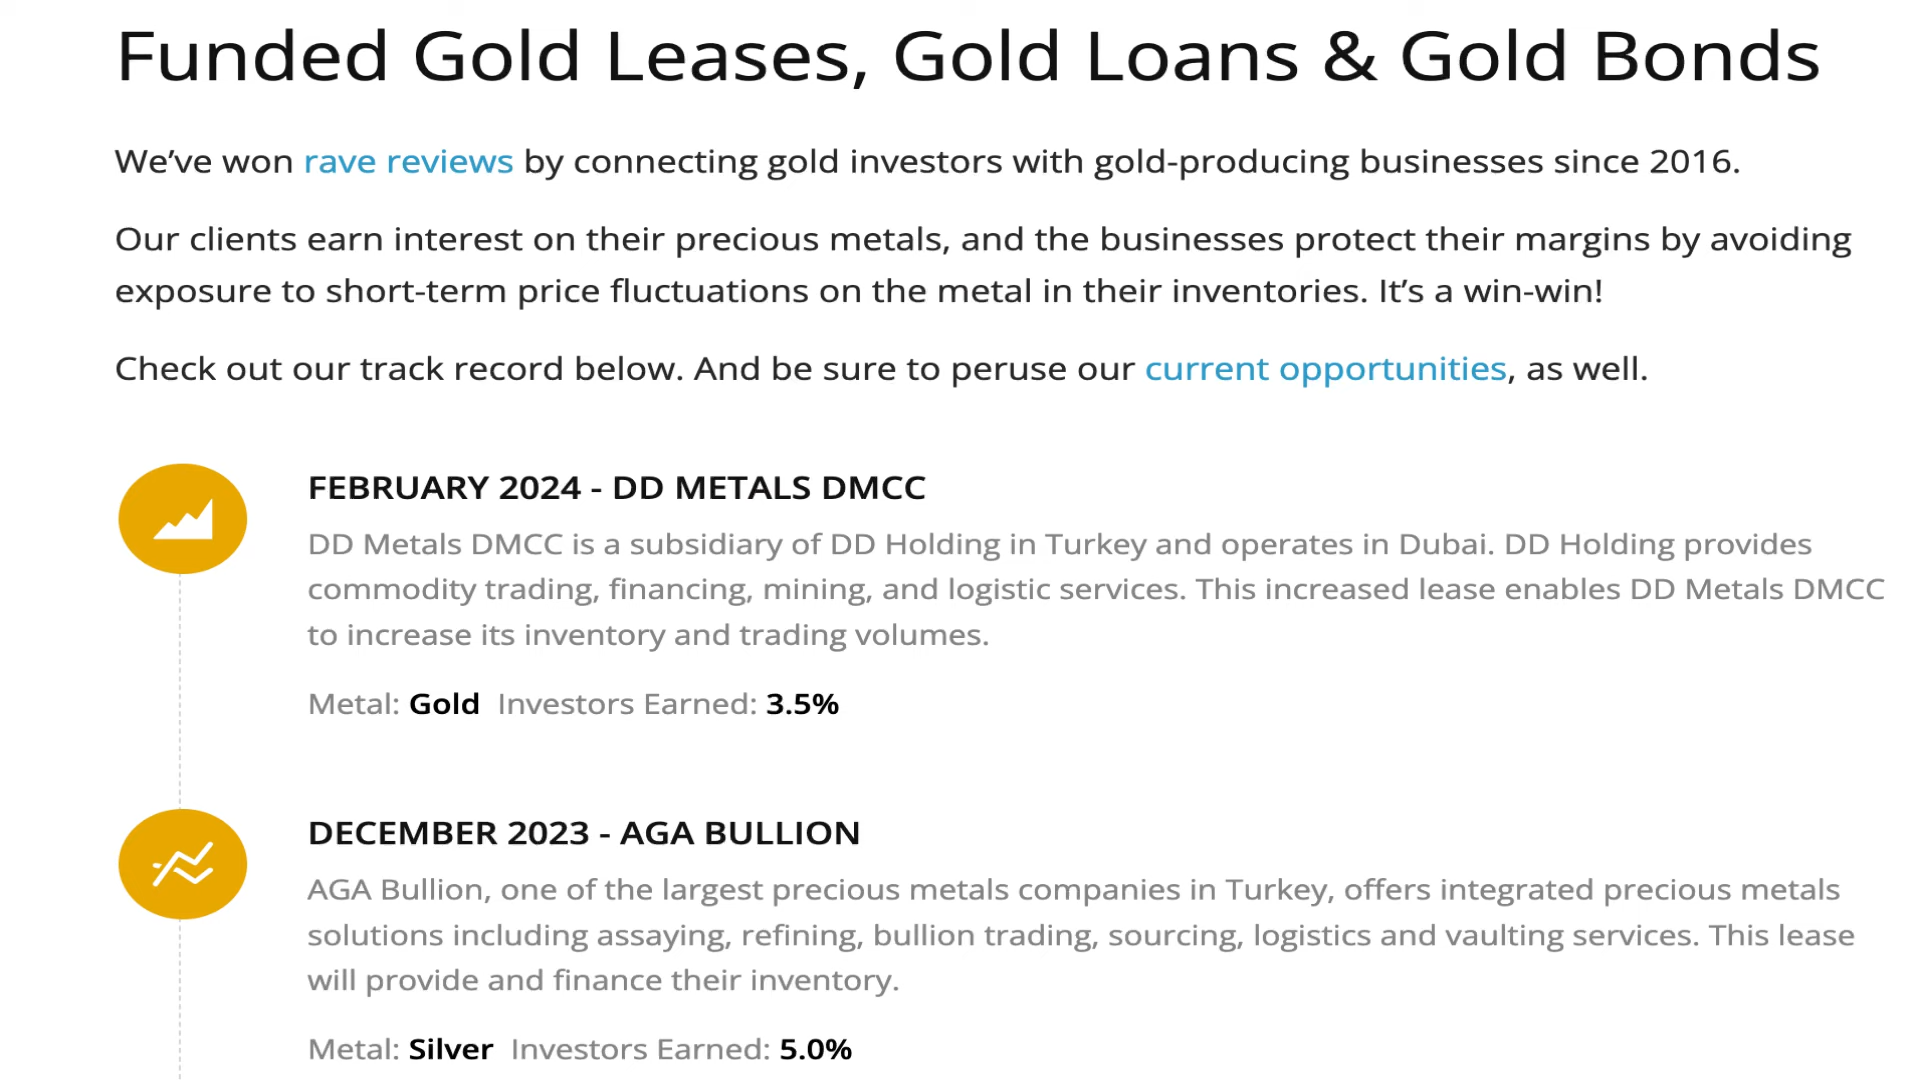 Funded Gold Leases, Gold Loans & Gold Bonds
We’ve won rave reviews by connecting gold investors with gold-producing businesses since 2016.
Our clients earn interest on their precious metals, and the businesses protect their margins by avoiding
exposure to short-term price fluctuations on the metal in their inventories. It’s a win-win!
Check out our track record below. And be sure to peruse our current opportunities, as well.
FEBRUARY 2024 - DD METALS DMCC
DD Metals DMCC is a subsidiary of DD Holding in Turkey and operates in Dubai. DD Holding provides
commodity trading, financing, mining, and logistic services. This increased lease enables DD Metals DMCC
to increase its inventory and trading volumes.
Metal: Gold Investors Earned: 3.5%
DECEMBER 2023 - AGA BULLION
AGA Bullion, one of the largest precious metals companies in Turkey, offers integrated precious metals
solutions including assaying, refining, bullion trading, sourcing, logistics and vaulting services. This lease
will provide and finance their inventory.
Metal: Silver Investors Earned: 5.0%